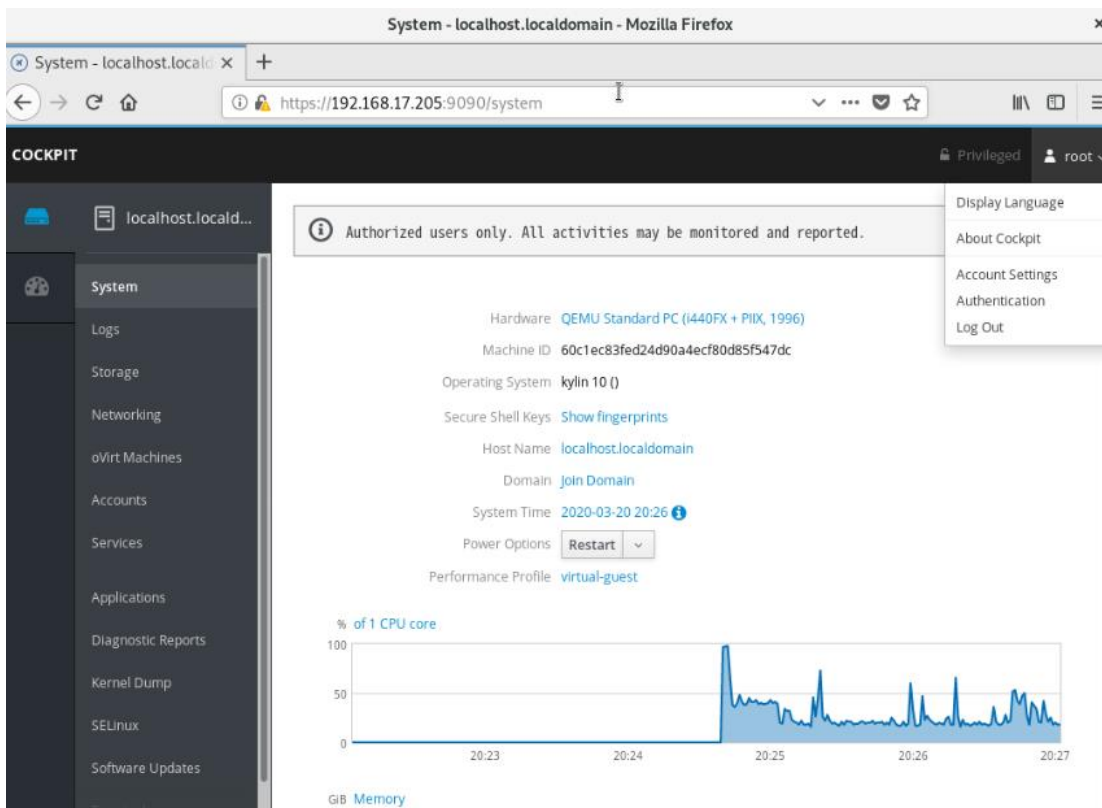 System - localhost.localdomain - Mozilla Firefox
System - localhost.locald
https://192.168.17.205:9090/system
COCKPIT
Privileged
root
Display Language
About Cockpit
Account Settings
Authentication
Log Out
localhost.locald...
System
Logs
Storage
Networking
oVirt Machines
Accounts
Services
Applications
Diagnostic Reports
Kernel Dump
SELinux
Software Updates
Authorized users only. All activities may be monitored and reported.
Hardware QEMU Standard PC (i440FX + PIIX, 1996)
Machine ID 60c1ec83fed24d90a4ecf80d85f547dc
Operating System kylin 10 ()
Secure Shell Keys Show fingerprints
Host Name localhost.localdomain
Domain Join Domain
System Time 2020-03-20 20:26
Power Options Restart
Performance Profile virtual-guest
% of 1 CPU core
100
50
0
20:23 20:24 20:25 20:26 20:27
GiB Memory